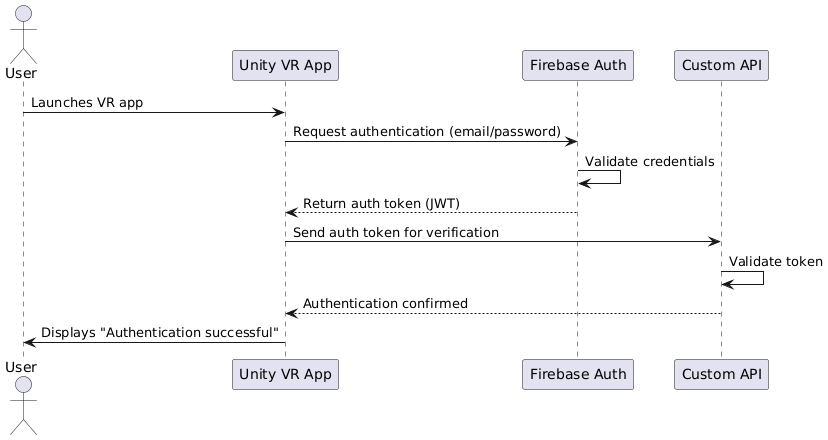 User
Unity VR App
Firebase Auth
Custom API
Launches VR app
Request authentication (email/password)
Validate credentials
Return auth token (JWT)
Send auth token for verification
Validate token
Authentication confirmed
Displays "Authentication successful"
User
Unity VR App
Firebase Auth
Custom API